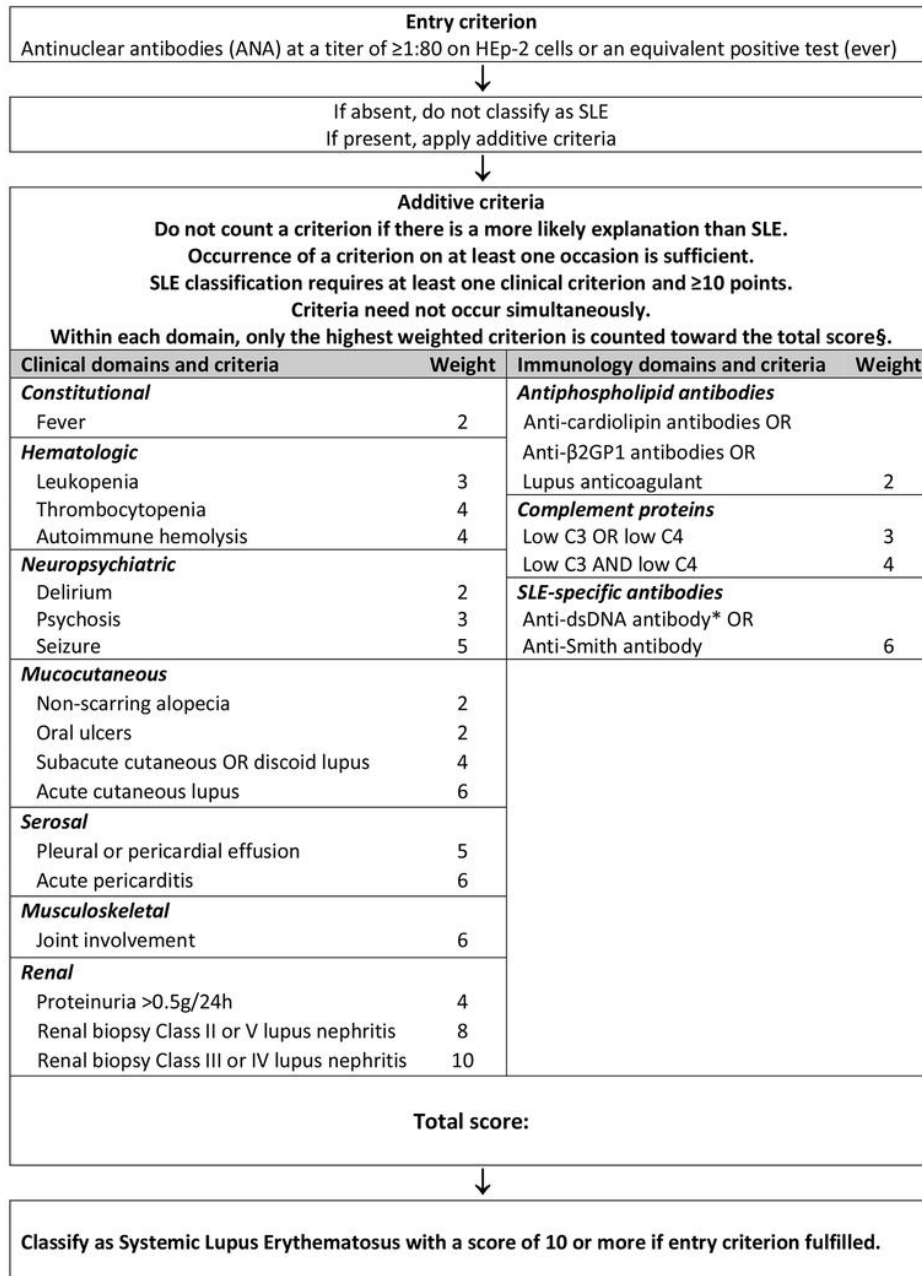 Entry criterion
Antinuclear antibodies (ANA) at a titer of ≥1:80 on HEp-2 cells or an equivalent positive test (ever)
↓
If absent, do not classify as SLE
If present, apply additive criteria
↓
Additive criteria
Do not count a criterion if there is a more likely explanation than SLE.
Occurrence of a criterion on at least one occasion is sufficient.
SLE classification requires at least one clinical criterion and ≥10 points.
Criteria need not occur simultaneously.
Within each domain, only the highest weighted criterion is counted toward the total score§.
Clinical domains and criteria Weight
Constitutional
Fever 2
Hematologic
Leukopenia 3
Thrombocytopenia 4
Autoimmune hemolysis 4
Neuropsychiatric
Delirium 2
Psychosis 3
Seizure 5
Mucocutaneous
Non-scarring alopecia 2
Oral ulcers 2
Subacute cutaneous OR discoid lupus 4
Acute cutaneous lupus 6
Serosal
Pleural or pericardial effusion 5
Acute pericarditis 6
Musculoskeletal
Joint involvement 6
Renal
Proteinuria >0.5g/24h 4
Renal biopsy Class II or V lupus nephritis 8
Renal biopsy Class III or IV lupus nephritis 10
Immunology domains and criteria Weight
Antiphospholipid antibodies
Anti-cardiolipin antibodies OR
Anti-β2GP1 antibodies OR
Lupus anticoagulant 2
Complement proteins
Low C3 OR low C4 3
Low C3 AND low C4 4
SLE-specific antibodies
Anti-dsDNA antibody* OR
Anti-Smith antibody 6
Total score:
↓
Classify as Systemic Lupus Erythematosus with a score of 10 or more if entry criterion fulfilled.